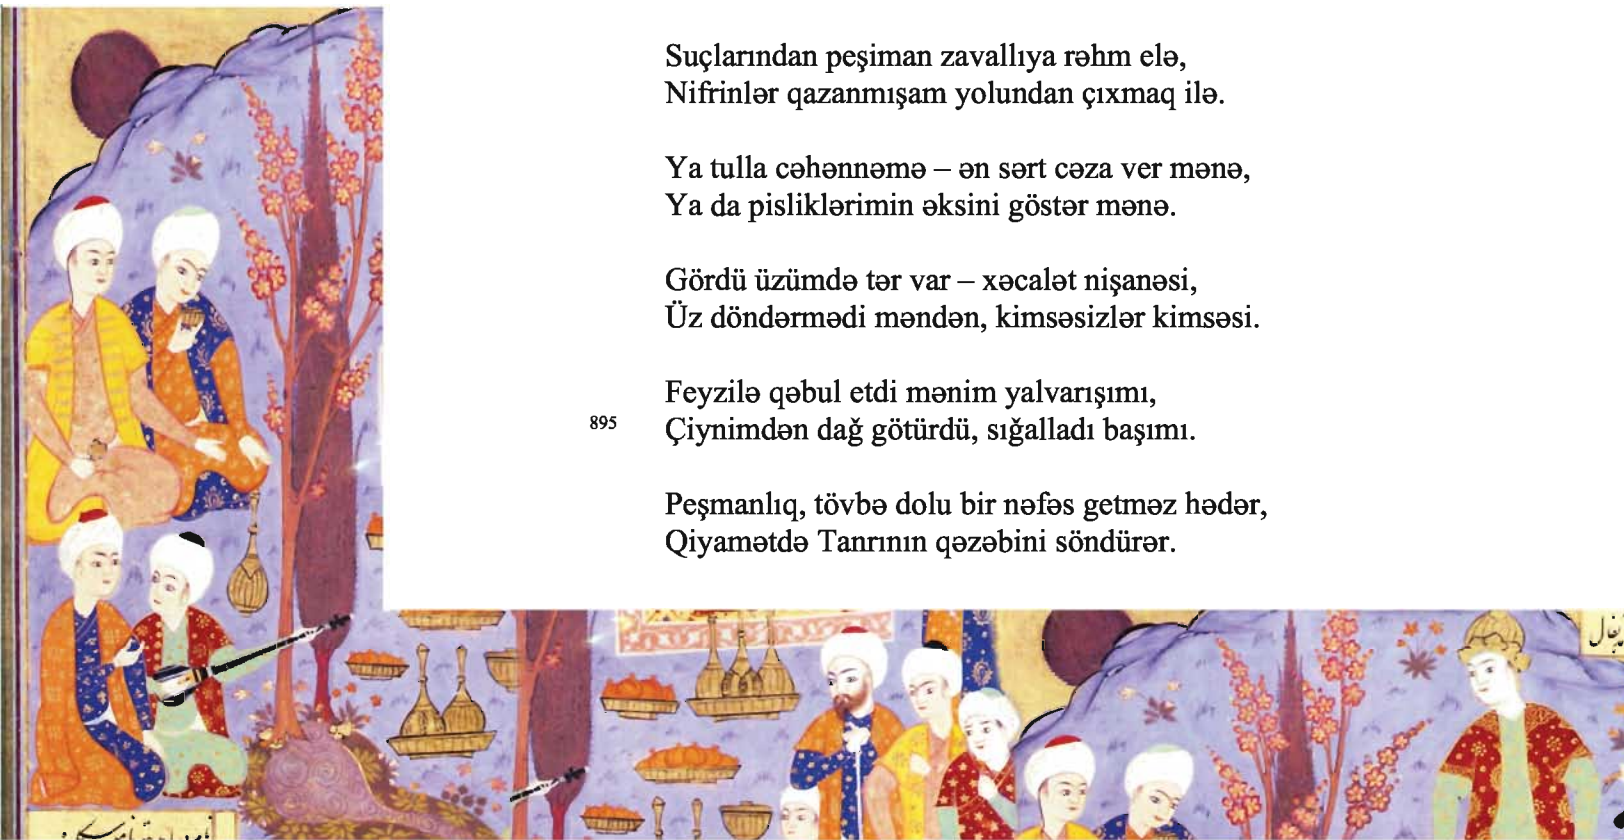 Suçlarından peşiman zavallıya rəhm elə,
Nifrinlər qazanmışam yolundan çıxmaq ilə.
Ya tulla cəhənnəmə – ən sərt cəza ver mənə,
Ya da pisliklərimin əksini göstər mənə.
Gördü üzümdə tər var – xəcalət nişanəsi,
Üz döndərmədi məndən, kimsəsizlər kimsəsi.
Feyzilə qəbul etdi mənim yalvarışımı,
895 Çiynimdən dağ götürdü, sığalladı başımı.
Peşmanlıq, tövbə dolu bir nəfəs getməz hədər,
Qiyamətdə Tanrının qəzəbini söndürər.